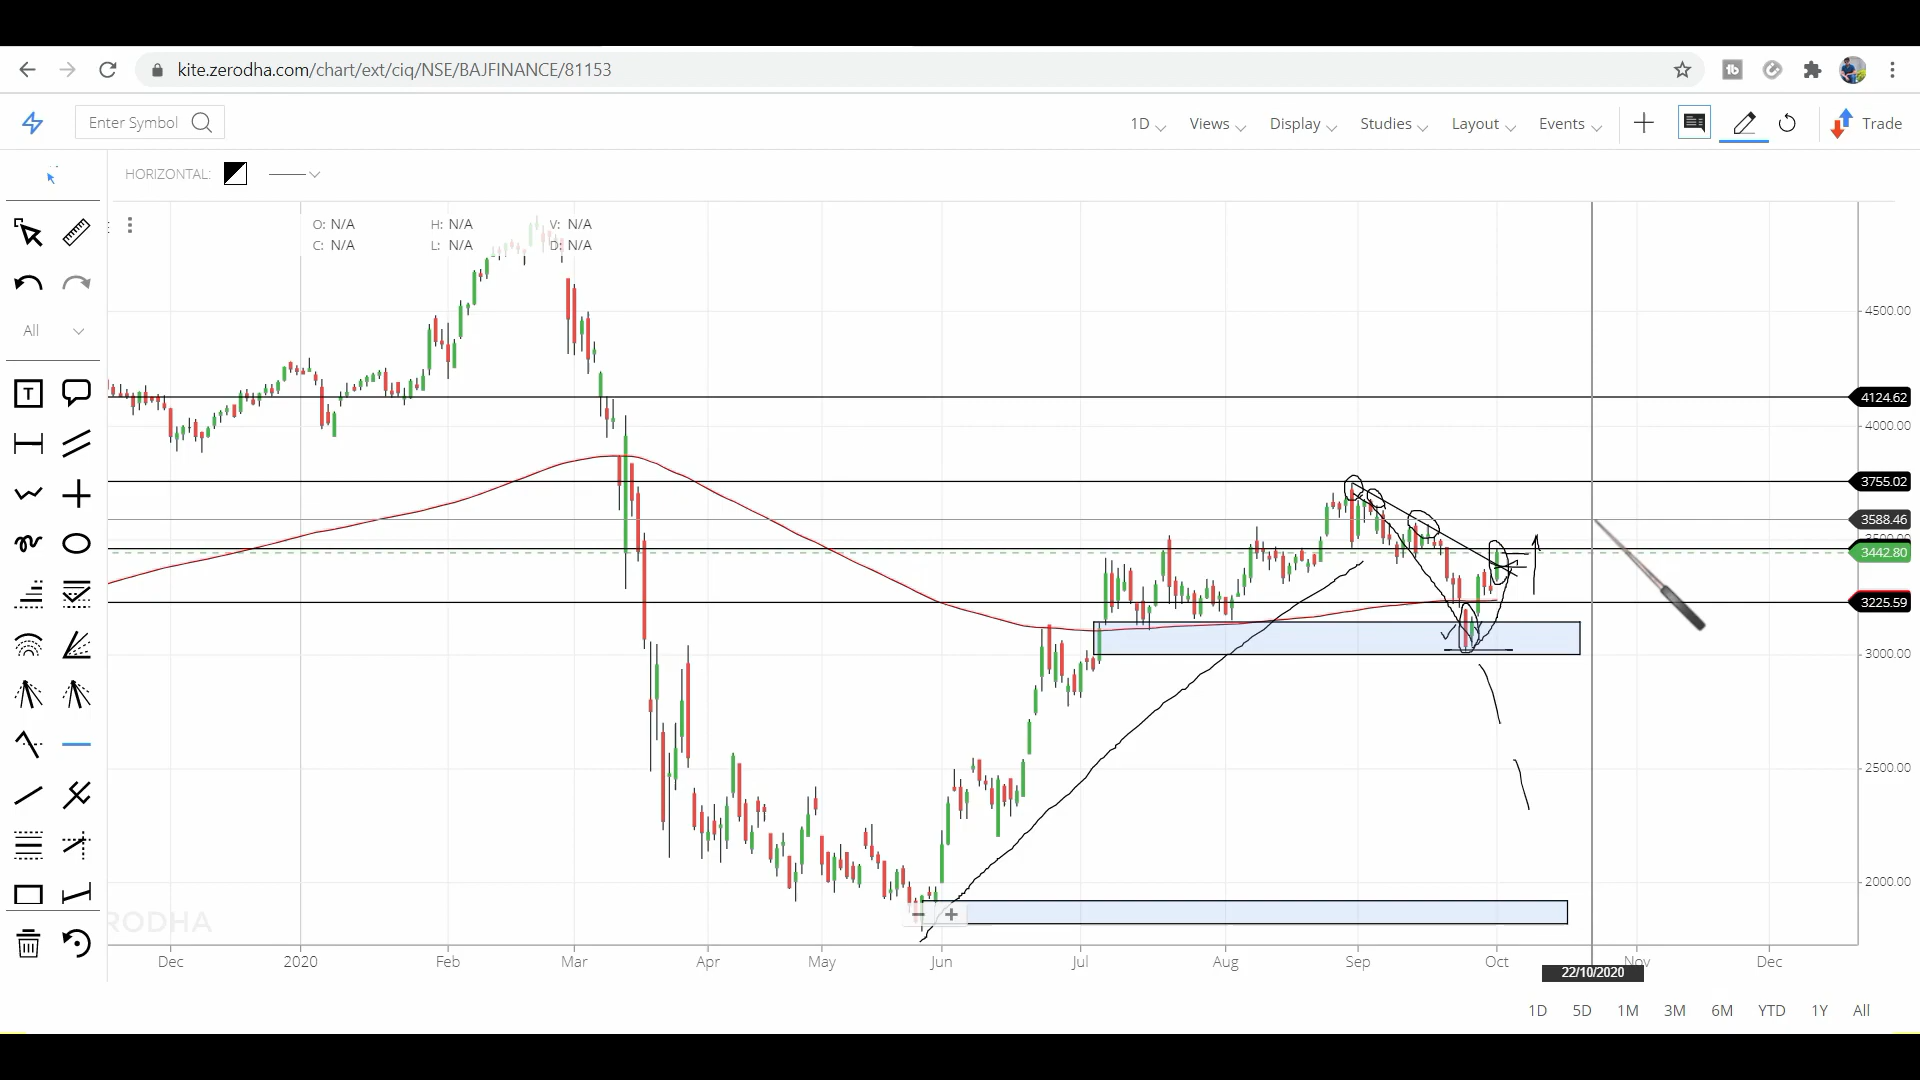 kite.zerodha.com/chart/ext/ciq/NSE/BAJFINANCE/81153
Enter Symbol
1D Views Display Studies Layout Events Trade
HORIZONTAL:
O: N/A H: N/A V: N/A
C: N/A L: N/A D: N/A
All
T
4500.00
4124.62
4000.00
3755.02
3588.46
3442.80
3225.59
3000.00
2500.00
2000.00
RODHA
Dec 2020 Feb Mar Apr May Jun Jul Aug Sep Oct Nov Dec
22/10/2020
1D 5D 1M 3M 6M YTD 1Y All